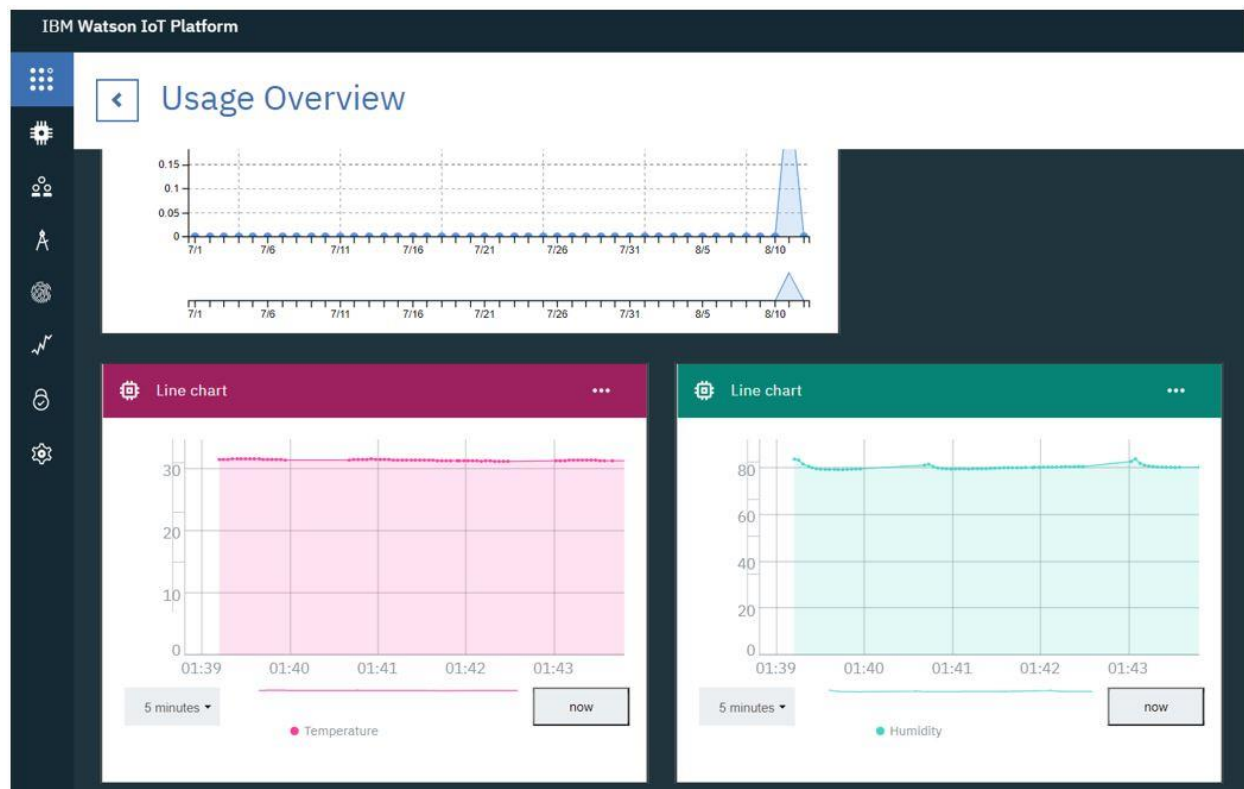 IBM Watson IoT Platform
Usage Overview
0.15
0.1
0.05
0
7/1 7/6 7/11 7/16 7/21 7/26 7/31 8/5 8/10
7/1 7/6 7/11 7/16 7/21 7/26 7/31 8/5 8/10
Line chart
30
20
10
0
01:39 01:40 01:41 01:42 01:43
5 minutes
now
Temperature
Line chart
80
60
40
20
0
01:39 01:40 01:41 01:42 01:43
5 minutes
now
Humidity